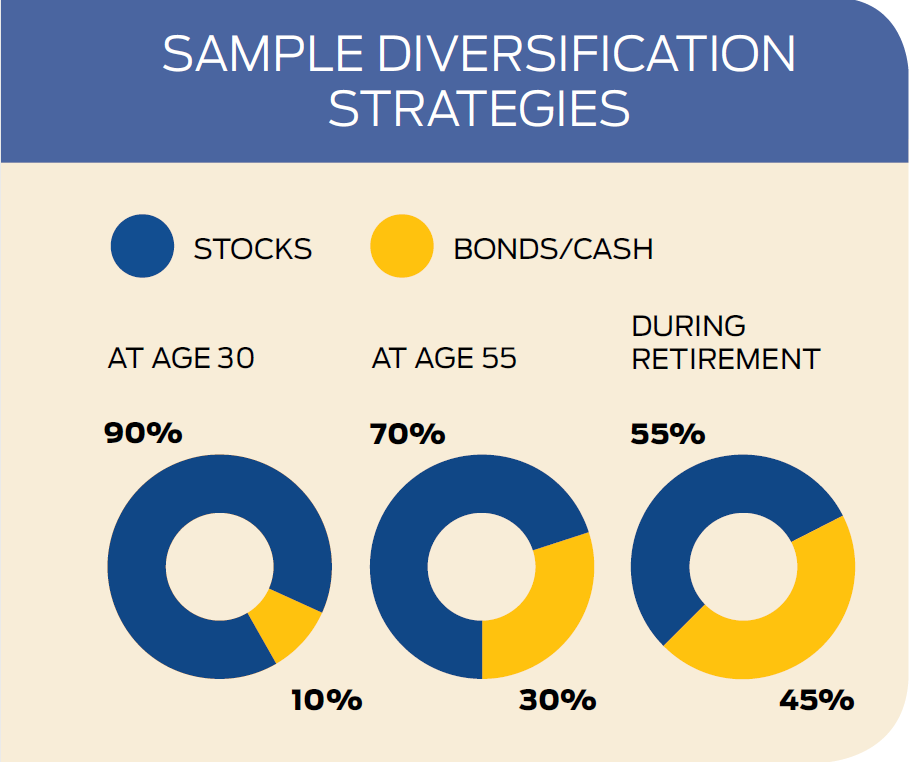 SAMPLE DIVERSIFICATION
STRATEGIES
STOCKS
BONDS/CASH
AT AGE 30
90%
10%
AT AGE 55
70%
30%
DURING
RETIREMENT
55%
45%